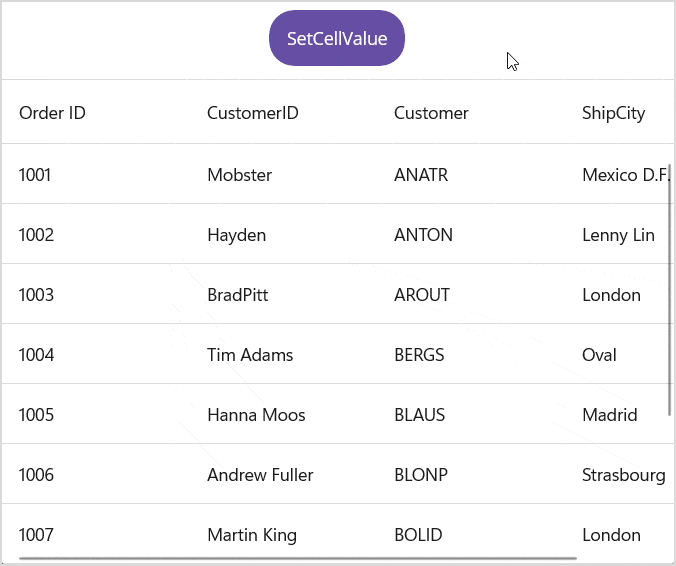 SetCellValue
Order ID CustomerID Customer ShipCity
1001 Mobster ANATR Mexico D.F.
1002 Hayden ANTON Lenny Lin
1003 BradPitt AROUT London
1004 Tim Adams BERGS Oval
1005 Hanna Moos BLAUS Madrid
1006 Andrew Fuller BLONP Strasbourg
1007 Martin King BOLID London